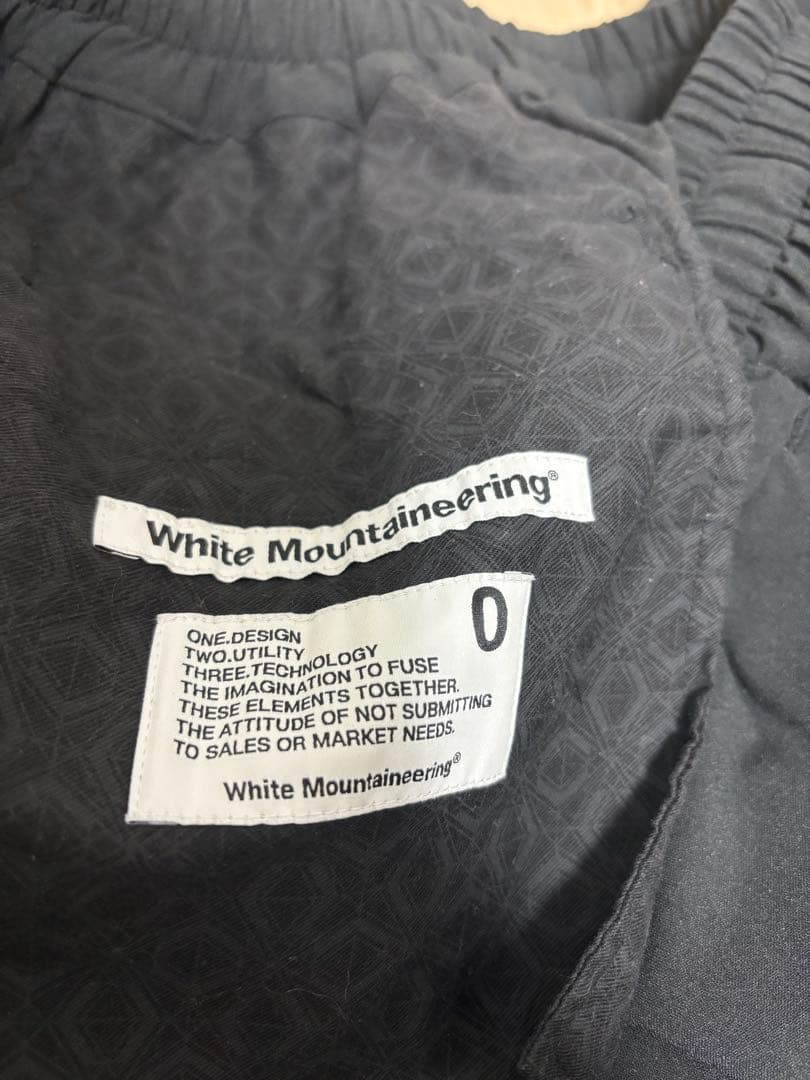 White Mountaineering®
0
ONE.DESIGN
TWO.UTILITY
THREE.TECHNOLOGY
THE IMAGINATION TO FUSE
THESE ELEMENTS TOGETHER.
THE ATTITUDE OF NOT SUBMITTING
TO SALES OR MARKET NEEDS.
White Mountaineering®